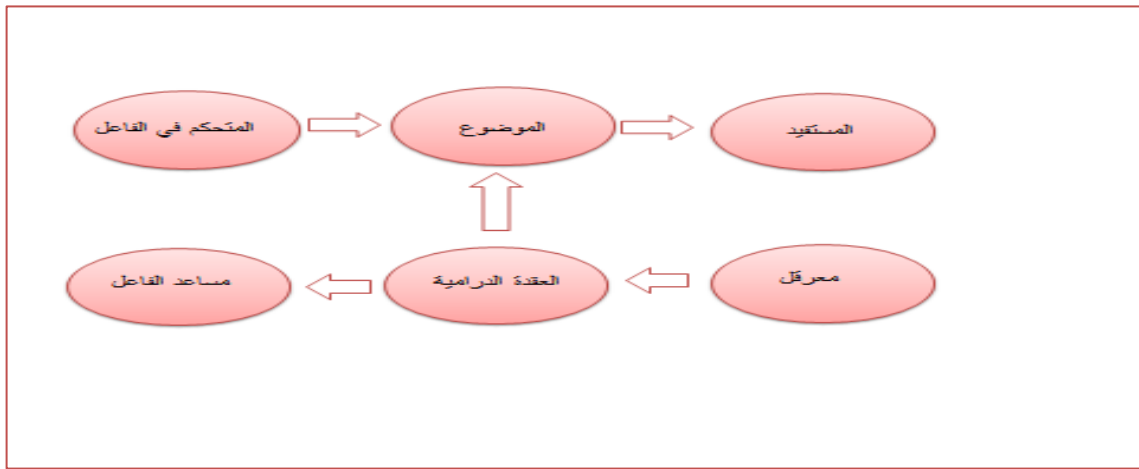 المتحكم في الفاعل
الموضوع
المستفيد
مساعد الفاعل
العقدة الدرامية
معرقل